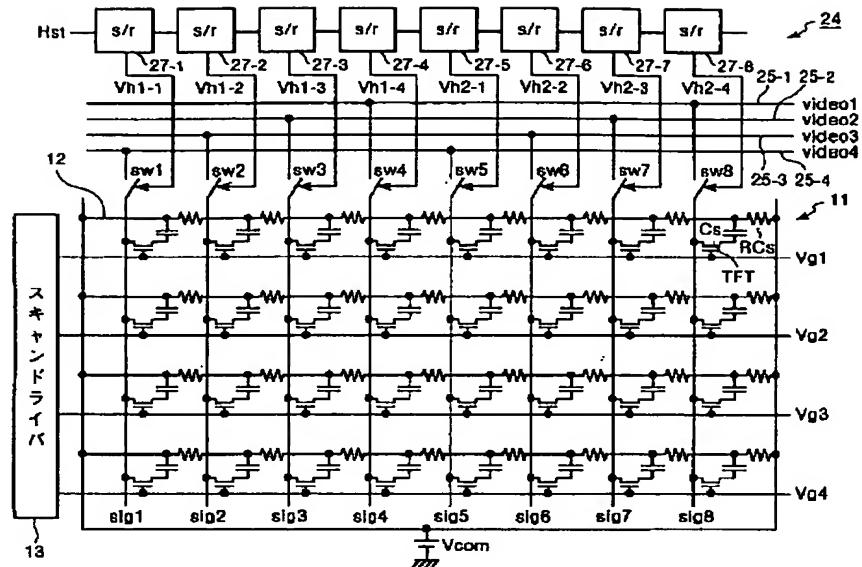 Hst s/r s/r s/r s/r s/r s/r s/r s/r 24
27-1 27-2 27-3 27-4 27-5 27-6 27-7 27-8
Vh1-1 Vh1-2 Vh1-3 Vh1-4 Vh2-1 Vh2-2 Vh2-3 Vh2-4 25-1 25-2
video1
video2
video3
video4
12 sw1 sw2 sw3 sw4 sw5 sw6 sw7 sw8 25-3 25-4
11
Cs
RCs
TFT
Vg1
Vg2
スキャンドライバ
Vg3
Vg4
sig1 sig2 sig3 sig4 sig5 sig6 sig7 sig8
13
Vcom